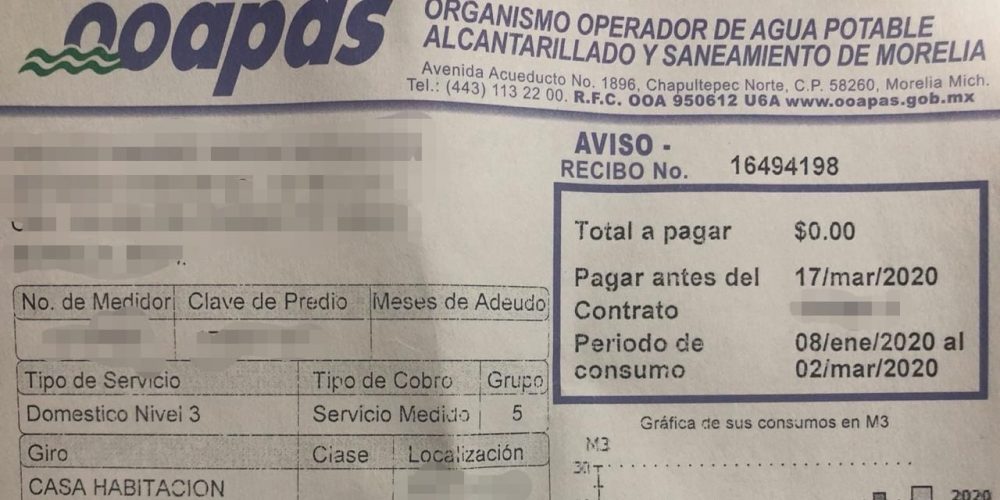 ooapas
ORGANISMO OPERADOR DE AGUA POTABLE
ALCANTARILLADO Y SANEAMIENTO DE MORELIA
Avenida Acueducto No. 1896, Chapultepec Norte, C.P. 58260, Morelia Mich.
Tel.: (443) 113 22 00. R.F.C. OOA 950612 U6A www.ooapas.gob.mx
AVISO -
RECIBO No. 16494198
Total a pagar $0.00
Pagar antes del 17/mar/2020
Contrato
Periodo de 08/ene/2020 al
consumo 02/mar/2020
No. de Medidor Clave de Predio Meses de Adeudo
Tipo de Servicio Tipo de Cobro Grupo
Domestico Nivel 3 Servicio Medido 5
Giro Clase Localización
CASA HABITACION
Gráfica de sus consumos en M3
M3
30
2020